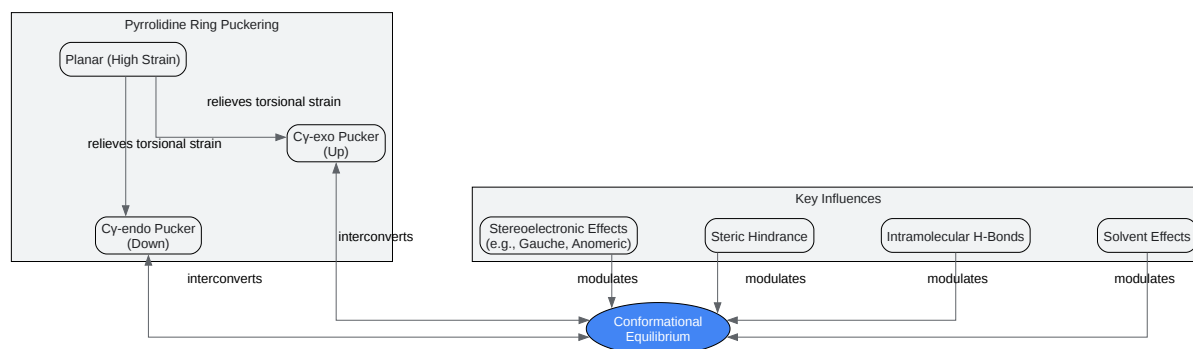 Pyrrolidine Ring Puckering
Planar (High Strain)
relieves torsional strain
Cγ-exo Pucker
(Up)
relieves torsional strain
Cγ-endo Pucker
(Down)
interconverts
interconverts
Key Influences
Stereoelectronic Effects
(e.g., Gauche, Anomeric)
Steric Hindrance
Intramolecular H-Bonds
Solvent Effects
modulates
modulates
modulates
modulates
Conformational
Equilibrium